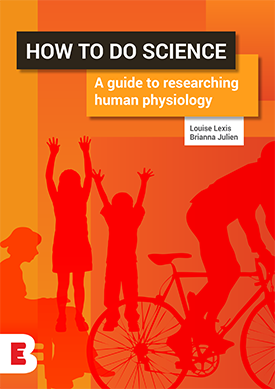 HOW TO DO SCIENCE
A guide to researching
human physiology
Louise Lexis
Brianna Julien
B
E